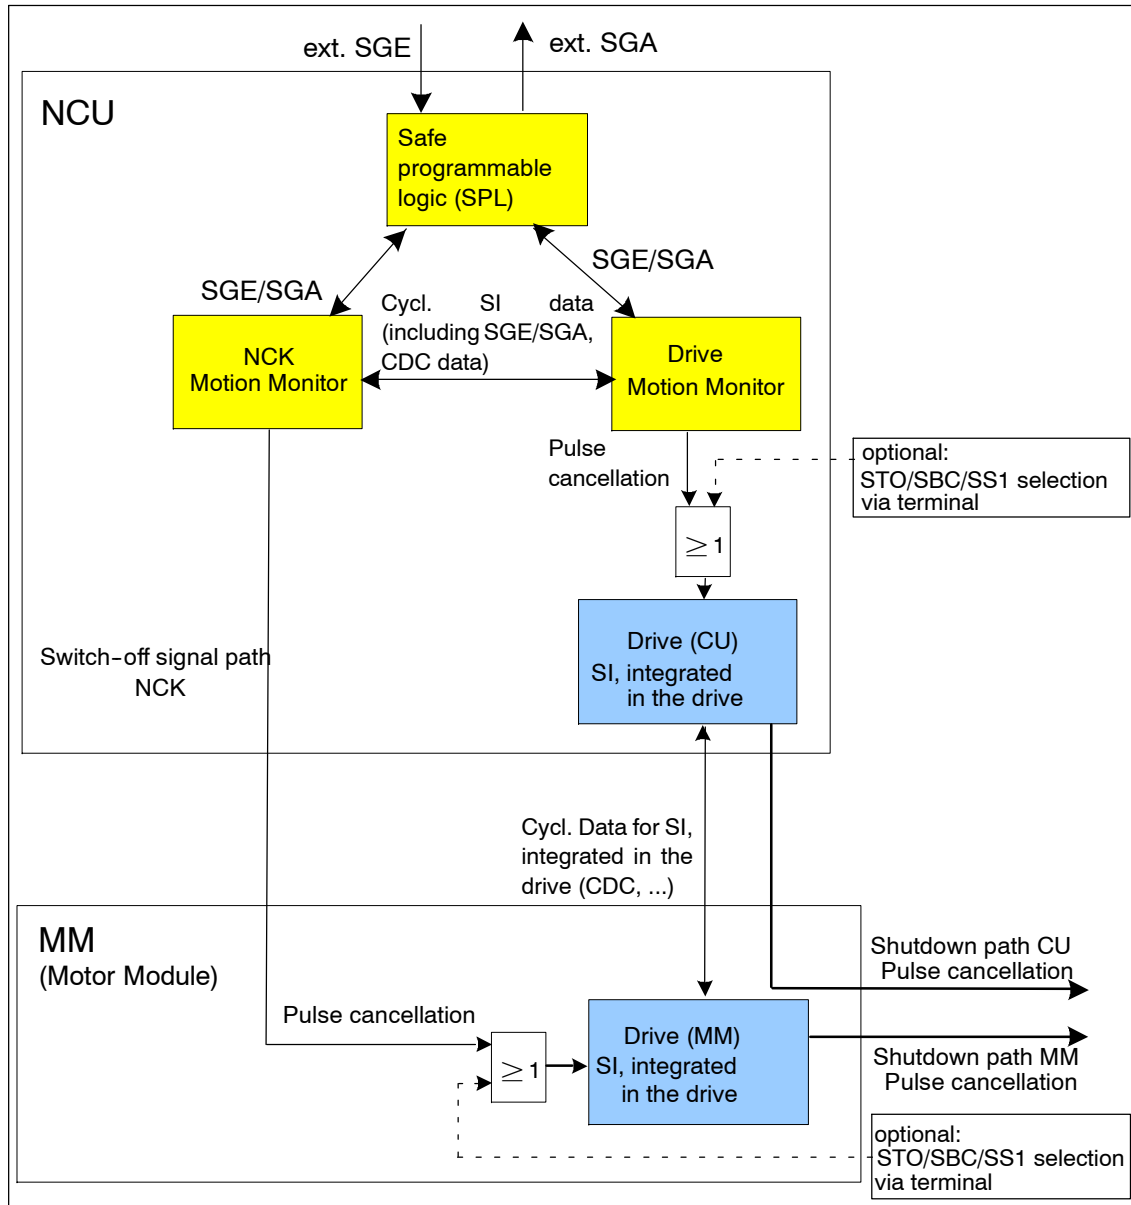 ext. SGE
ext. SGA
NCU
Safe
programmable
logic (SPL)
SGE/SGA
SGE/SGA
Cycl. SI data
(including SGE/SGA,
CDC data)
NCK
Motion Monitor
Drive
Motion Monitor
Pulse
cancellation
optional:
STO/SBC/SS1 selection
via terminal
≥ 1
Drive (CU)
SI, integrated
in the drive
Switch-off signal path
NCK
Cycl. Data for SI,
integrated in the
drive (CDC, ...)
MM
(Motor Module)
Shutdown path CU
Pulse cancellation
Pulse cancellation
≥ 1
Drive (MM)
SI, integrated
in the drive
Shutdown path MM
Pulse cancellation
optional:
STO/SBC/SS1 selection
via terminal